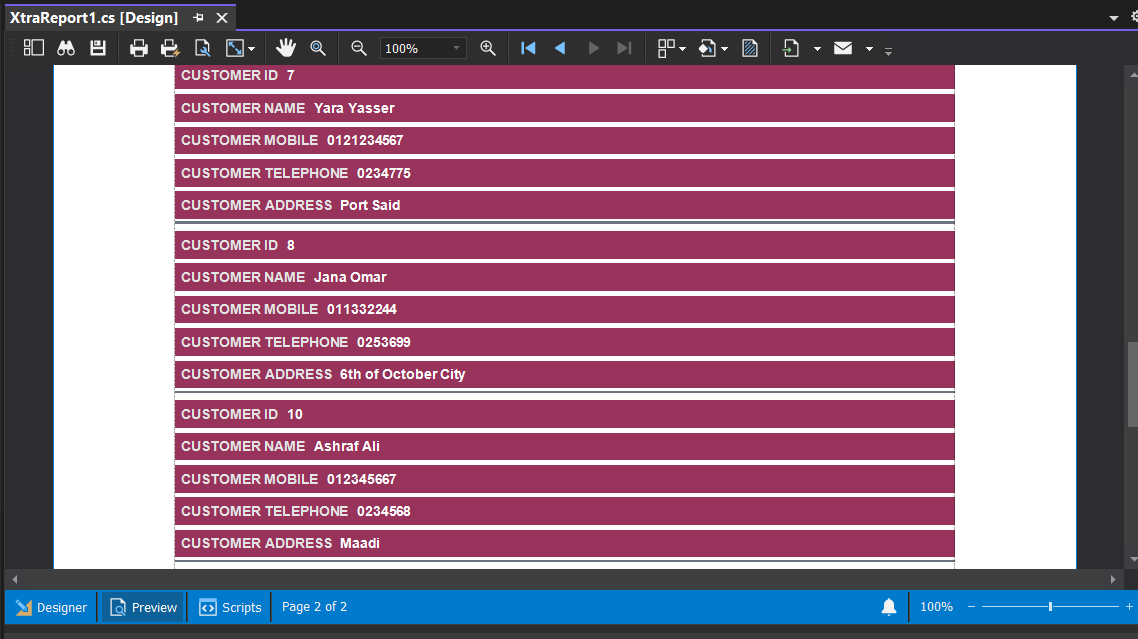 XtraReport1.cs [Design]
100%
CUSTOMER ID 7
CUSTOMER NAME Yara Yasser
CUSTOMER MOBILE 0121234567
CUSTOMER TELEPHONE 0234775
CUSTOMER ADDRESS Port Said
CUSTOMER ID 8
CUSTOMER NAME Jana Omar
CUSTOMER MOBILE 011332244
CUSTOMER TELEPHONE 0253699
CUSTOMER ADDRESS 6th of October City
CUSTOMER ID 10
CUSTOMER NAME Ashraf Ali
CUSTOMER MOBILE 012345667
CUSTOMER TELEPHONE 0234568
CUSTOMER ADDRESS Maadi
Designer Preview Scripts Page 2 of 2 100%